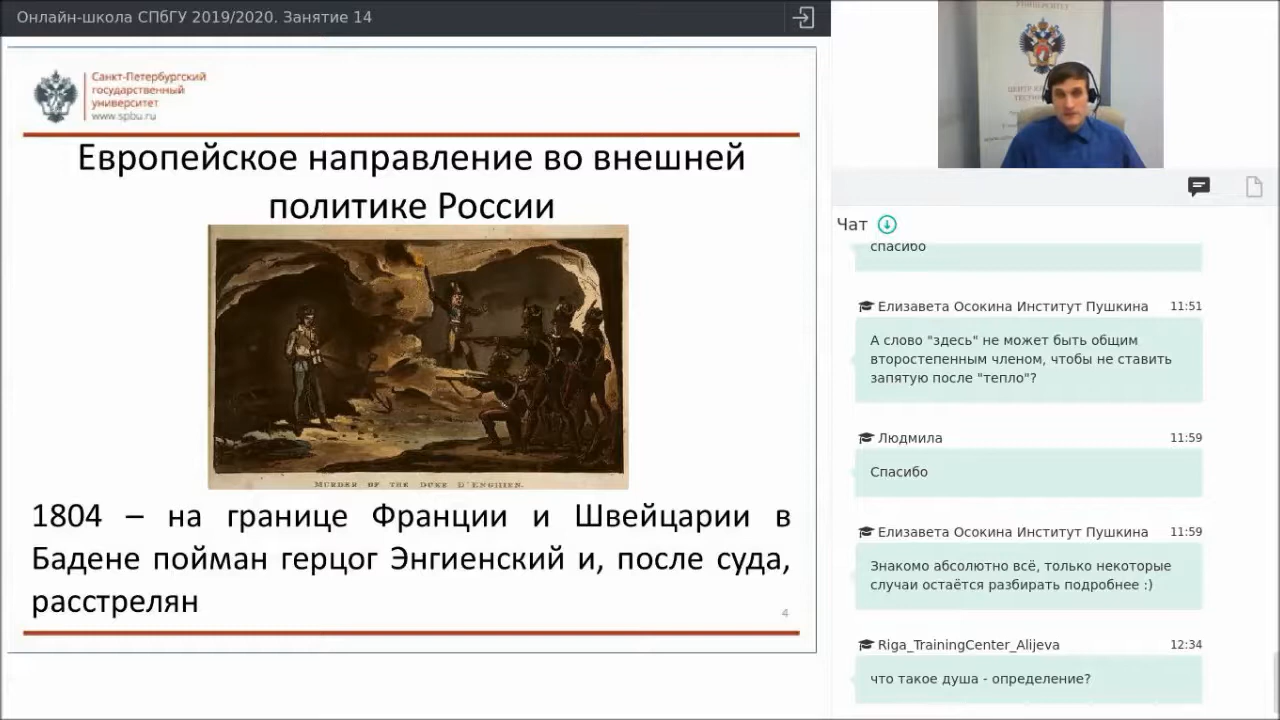 Онлайн-школа СПбГУ 2019/2020. Занятие 14
Санкт-Петербургский
государственный
университет
www.spbu.ru
Европейское направление во внешней
политике России
MURDER OF THE DUKE D'ENGHIEN.
1804 – на границе Франции и Швейцарии в
Бадене пойман герцог Энгиенский и, после суда,
расстрелян
4
Чат
спасибо
Елизавета Осокина Институт Пушкина 11:51
А слово "здесь" не может быть общим
второстепенным членом, чтобы не ставить
запятую после "тепло"?
Людмила 11:59
Спасибо
Елизавета Осокина Институт Пушкина 11:59
Знакомо абсолютно всё, только некоторые
случаи остаётся разбирать подробнее :)
Riga_TrainingCenter_Alijeva 12:34
что такое душа - определение?